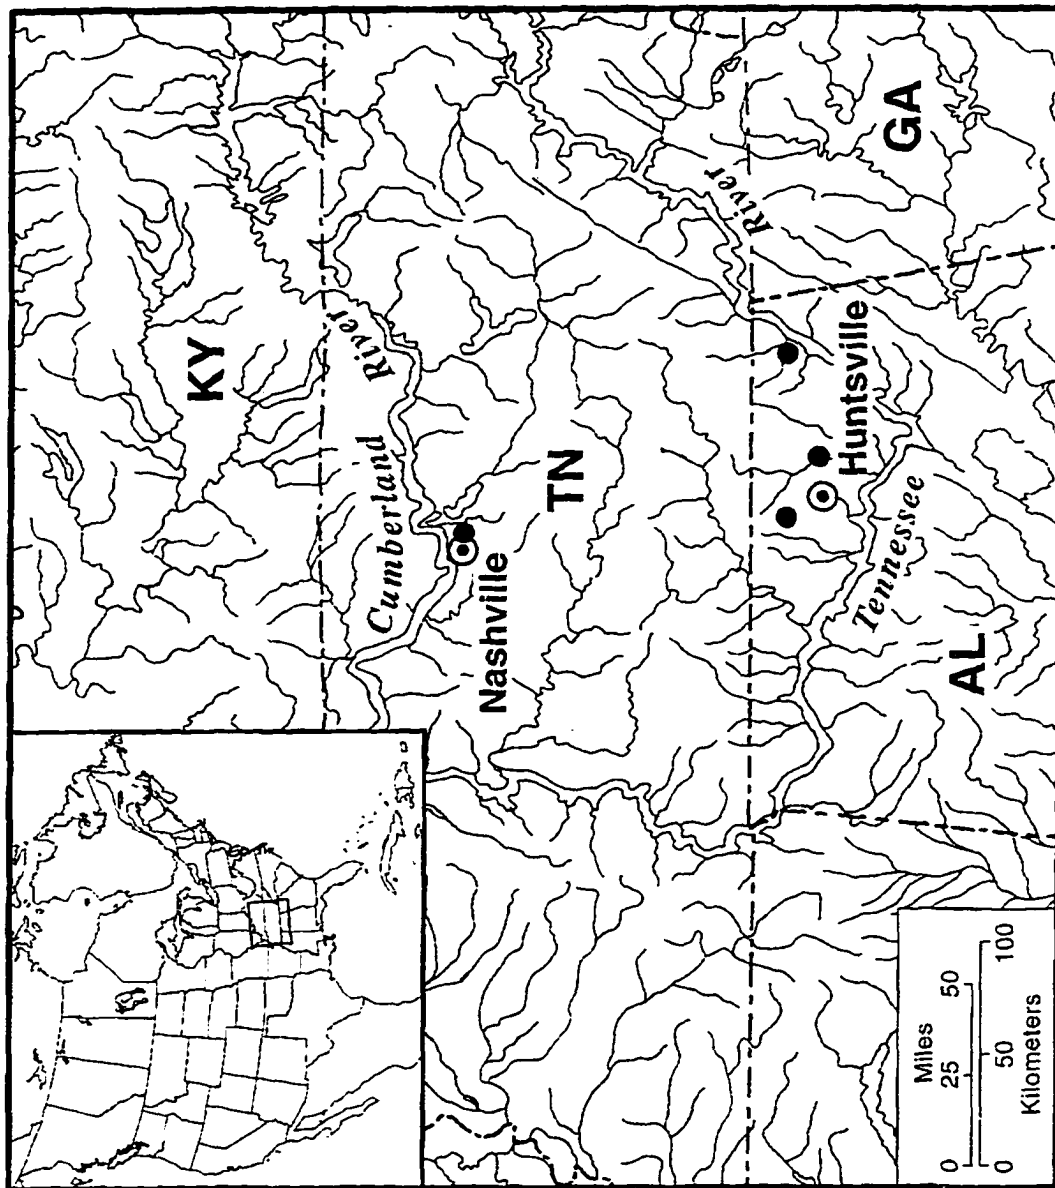 KY
Cumberland River
Nashville
TN
River
Huntsville
Tennessee
GA
AL
Miles
0 25 50
0 50 100
Kilometers